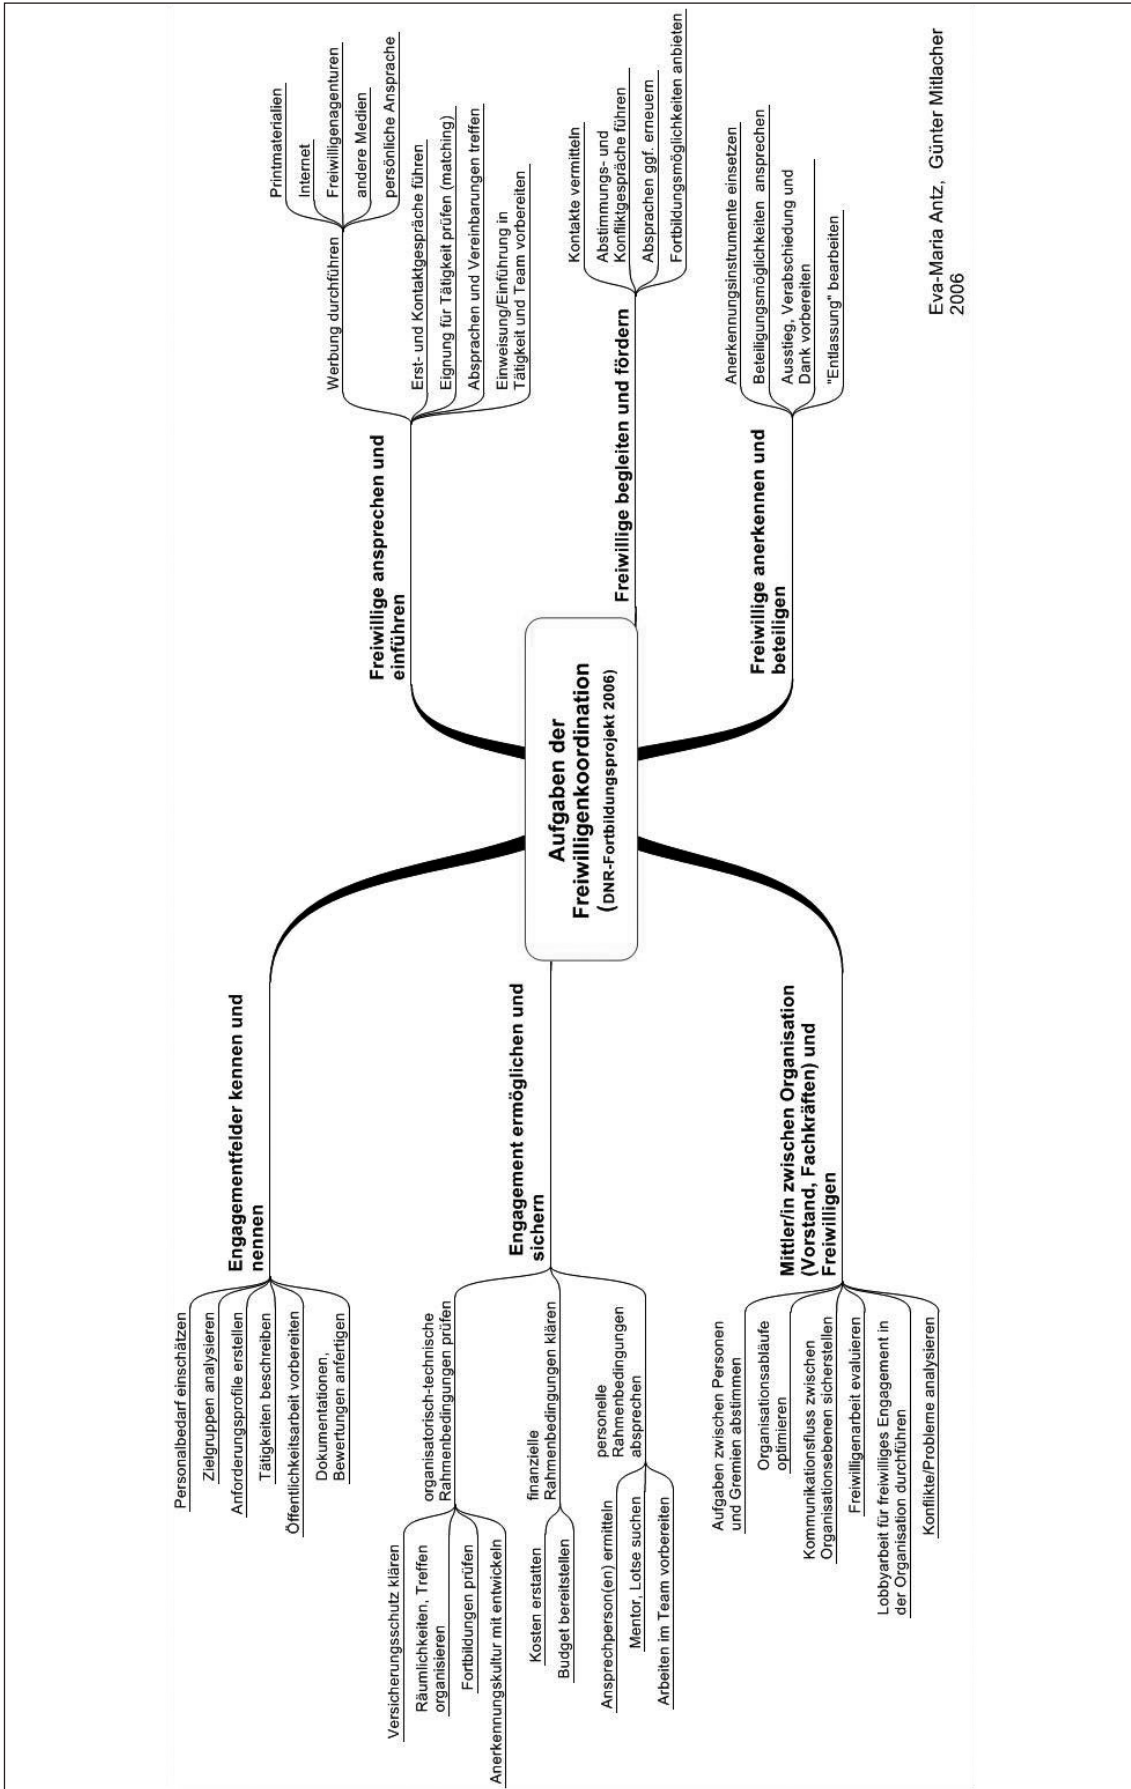 Aufgaben der
Freiwilligenkoordination
(DNR-Fortbildungsprojekt 2006)
Engagementfelder kennen und
nennen
Personalbedarf einschätzen
Zielgruppen analysieren
Anforderungsprofile erstellen
Tätigkeiten beschreiben
Öffentlichkeitsarbeit vorbereiten
Dokumentationen,
Bewertungen anfertigen
Engagement ermöglichen und
sichern
organisatorisch-technische
Rahmenbedingungen prüfen
Versicherungsschutz klären
Räumlichkeiten, Treffen
organisieren
Fortbildungen prüfen
Anerkennungskultur mit entwickeln
finanzielle
Rahmenbedingungen klären
Kosten erstatten
Budget bereitstellen
personelle
Rahmenbedingungen
absprechen
Ansprechperson(en) ermitteln
Mentor, Lotse suchen
Arbeiten im Team vorbereiten
Mittler/in zwischen Organisation
(Vorstand, Fachkräften) und
Freiwilligen
Aufgaben zwischen Personen
und Gremien abstimmen
Organisationsabläufe
optimieren
Kommunikationsfluss zwischen
Organisationsebenen sicherstellen
Freiwilligenarbeit evaluieren
Lobbyarbeit für freiwilliges Engagement in
der Organisation durchführen
Konflikte/Probleme analysieren
Freiwillige ansprechen und
einführen
Werbung durchführen
Printmaterialien
Internet
Freiwilligenagenturen
andere Medien
persönliche Ansprache
Erst- und Kontaktgespräche führen
Eignung für Tätigkeit prüfen (matching)
Absprachen und Vereinbarungen treffen
Einweisung/Einführung in
Tätigkeit und Team vorbereiten
Freiwillige begleiten und fördern
Kontakte vermitteln
Abstimmungs- und
Konfliktgespräche führen
Absprachen ggf. erneuern
Fortbildungsmöglichkeiten anbieten
Freiwillige anerkennen und
beteiligen
Anerkennungsinstrumente einsetzen
Beteiligungsmöglichkeiten ansprechen
Ausstieg, Verabschiedung und
Dank vorbereiten
"Entlassung" bearbeiten
Eva-Maria Antz, Günter Mitlacher
2006